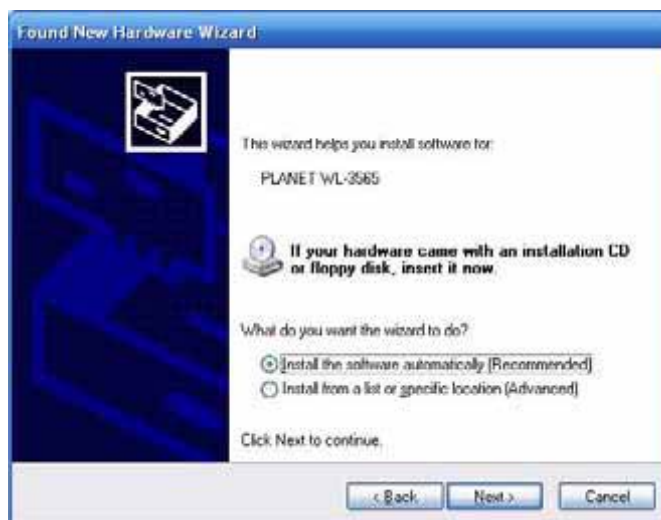 Found New Hardware Wizard
This wizard helps you install software for:
PLANET WL-3565
If your hardware came with an installation CD
or floppy disk, insert it now.
What do you want the wizard to do?
Install the software automatically (Recommended)
Install from a list or specific location (Advanced)
Click Next to continue.
< Back Next > Cancel